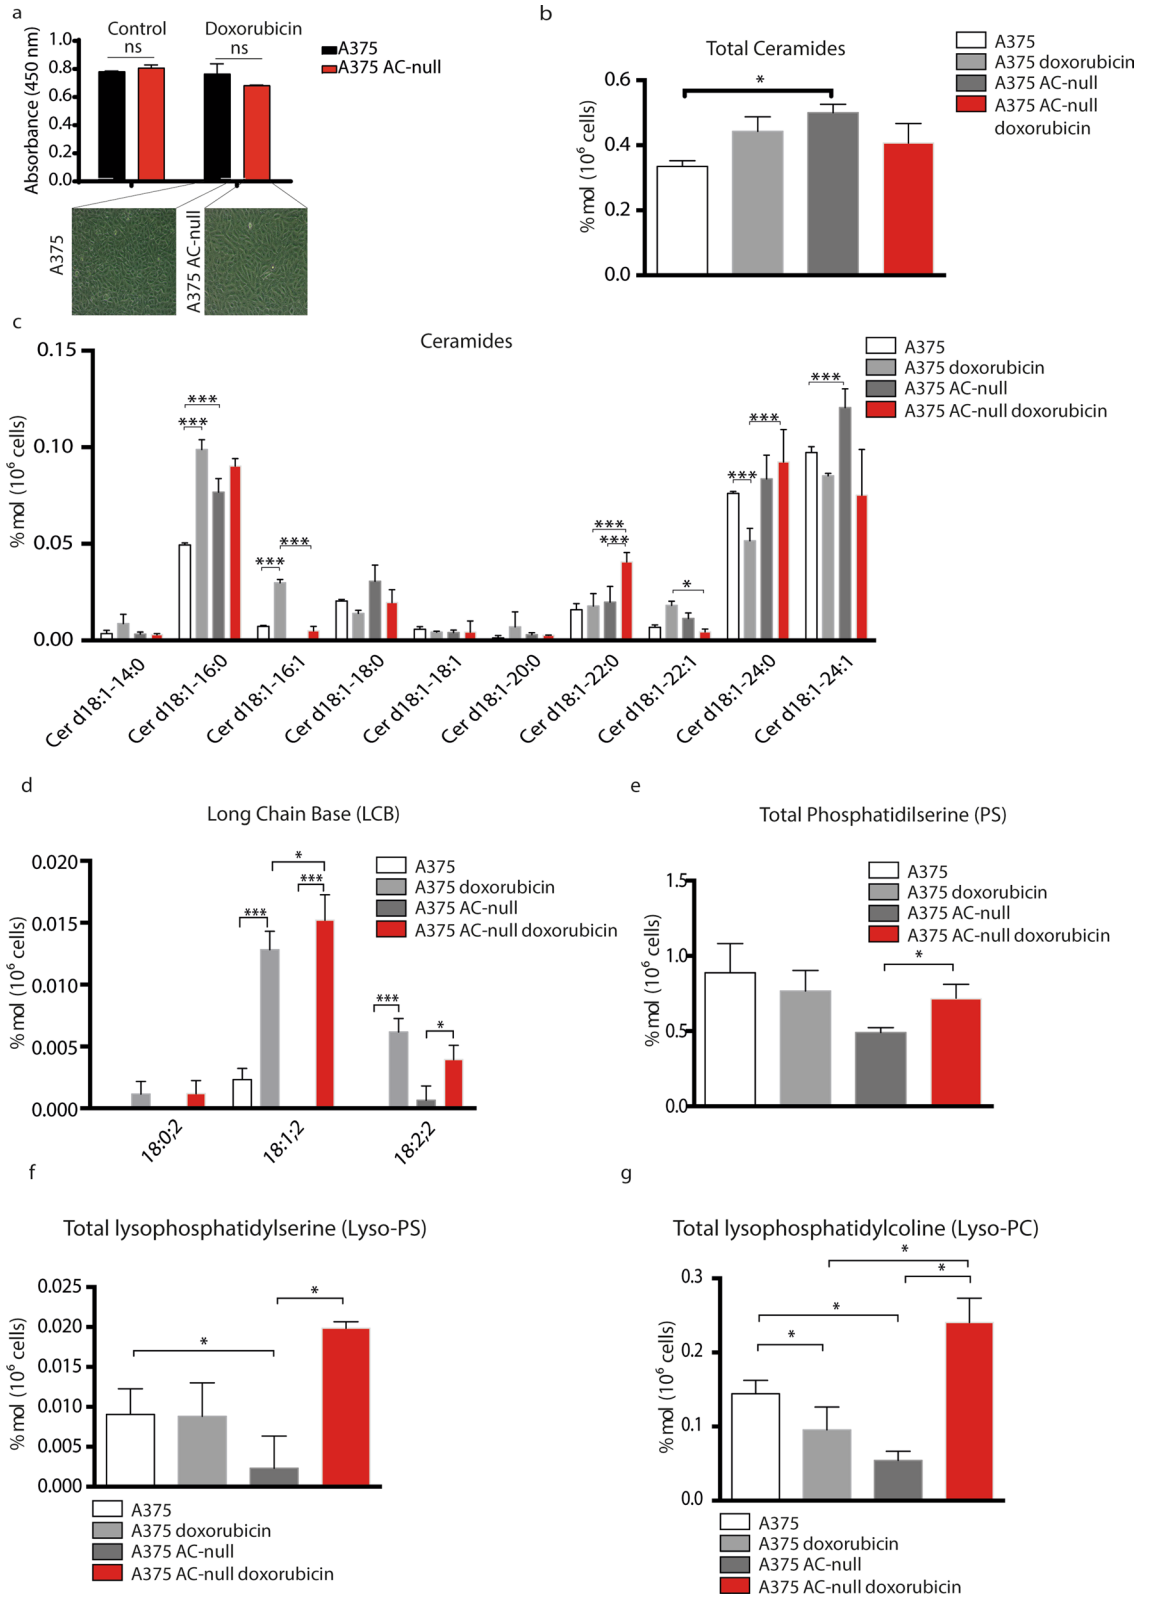 a
Control
Doxorubicin
ns
ns
A375
A375 AC-null
Absorbance (450 nm)
1.0
0.8
0.6
0.4
0.2
0.0
A375
A375 AC-null
b
Total Ceramides
A375
A375 doxorubicin
A375 AC-null
A375 AC-null
doxorubicin
*
% mol (10⁶ cells)
0.6
0.4
0.2
0.0
c
Ceramides
A375
A375 doxorubicin
A375 AC-null
A375 AC-null doxorubicin
% mol (10⁶ cells)
0.15
0.10
0.05
0.00
***
***
***
***
***
***
*
***
***
***
Cer d18:1-14:0
Cer d18:1-16:0
Cer d18:1-16:1
Cer d18:1-18:0
Cer d18:1-18:1
Cer d18:1-20:0
Cer d18:1-22:0
Cer d18:1-22:1
Cer d18:1-24:0
Cer d18:1-24:1
d
Long Chain Base (LCB)
A375
A375 doxorubicin
A375 AC-null
A375 AC-null doxorubicin
% mol (10⁶ cells)
0.020
0.015
0.010
0.005
0.000
*
***
***
***
*
18:0;2
18:1;2
18:2;2
e
Total Phosphatidilserine (PS)
A375
A375 doxorubicin
A375 AC-null
A375 AC-null doxorubicin
% mol (10⁶ cells)
1.5
1.0
0.5
0.0
*
f
Total lysophosphatidylserine (Lyso-PS)
% mol (10⁶ cells)
0.025
0.020
0.015
0.010
0.005
0.000
*
*
A375
A375 doxorubicin
A375 AC-null
A375 AC-null doxorubicin
g
Total lysophosphatidylcoline (Lyso-PC)
% mol (10⁶ cells)
0.3
0.2
0.1
0.0
*
*
*
*
A375
A375 doxorubicin
A375 AC-null
A375 AC-null doxorubicin